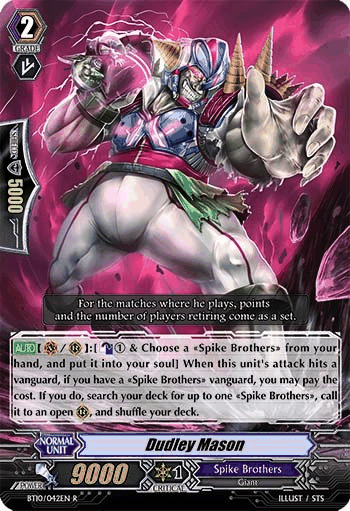 2
GRADE
SHIELD
5000
For the matches where he plays, points
and the number of players retiring come as a set.
AUTO [ / ]:[ ① & Choose a «Spike Brothers» from your
hand, and put it into your soul] When this unit's attack hits a
vanguard, if you have a «Spike Brothers» vanguard, you may pay the
cost. If you do, search your deck for up to one «Spike Brothers», call
it to an open , and shuffle your deck.
NORMAL
UNIT
Dudley Mason
POWER
9000
1
CRITICAL
Spike Brothers
Giant
BT10/042EN R
ILLUST / STS